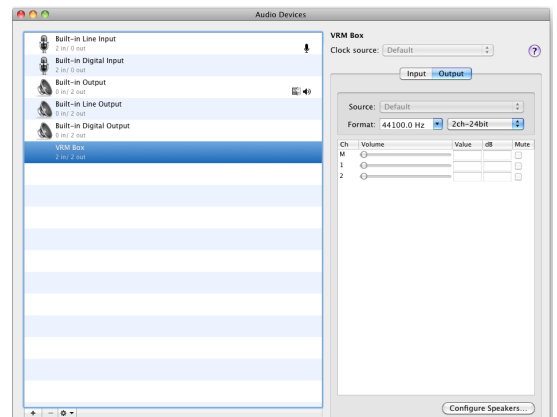 Audio Devices
Built-in Line Input
2 in/ 0 out
Built-in Digital Input
2 in/ 0 out
Built-in Output
0 in/ 2 out
Built-in Line Output
0 in/ 2 out
Built-in Digital Output
0 in/ 2 out
VRM Box
2 in/ 2 out
VRM Box
Clock source: Default
?
Input Output
Source: Default
Format: 44100.0 Hz 2ch-24bit
Ch Volume Value dB Mute
M
1
2
Configure Speakers...